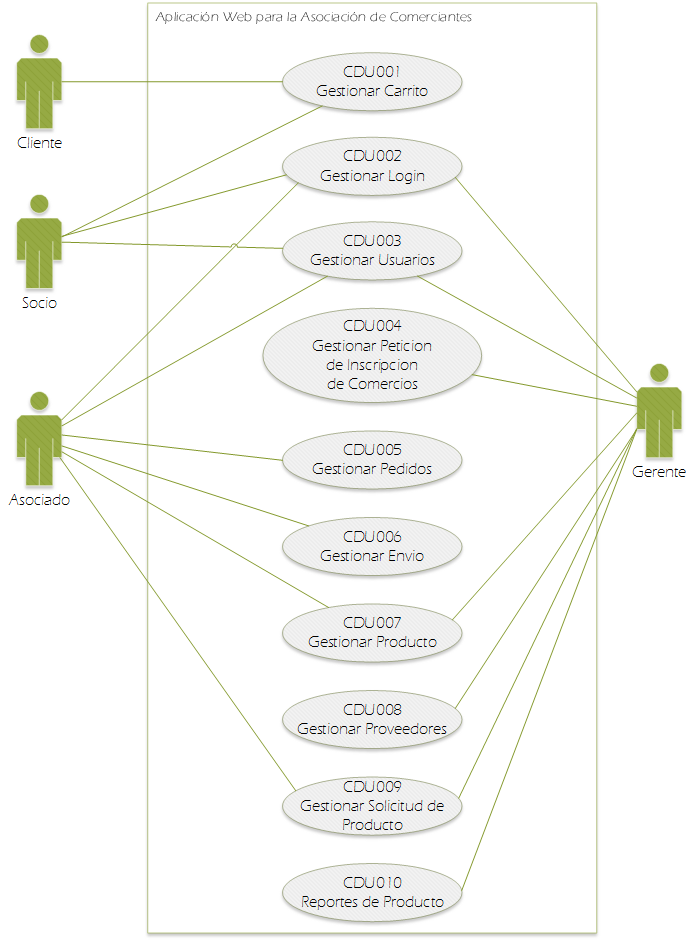 Aplicación Web para la Asociación de Comerciantes
CDU001
Gestionar Carrito
Cliente
CDU002
Gestionar Login
CDU003
Gestionar Usuarios
Socio
CDU004
Gestionar Peticion
de Inscripcion
de Comercios
Gerente
Asociado
CDU005
Gestionar Pedidos
CDU006
Gestionar Envio
CDU007
Gestionar Producto
CDU008
Gestionar Proveedores
CDU009
Gestionar Solicitud de
Producto
CDU010
Reportes de Producto